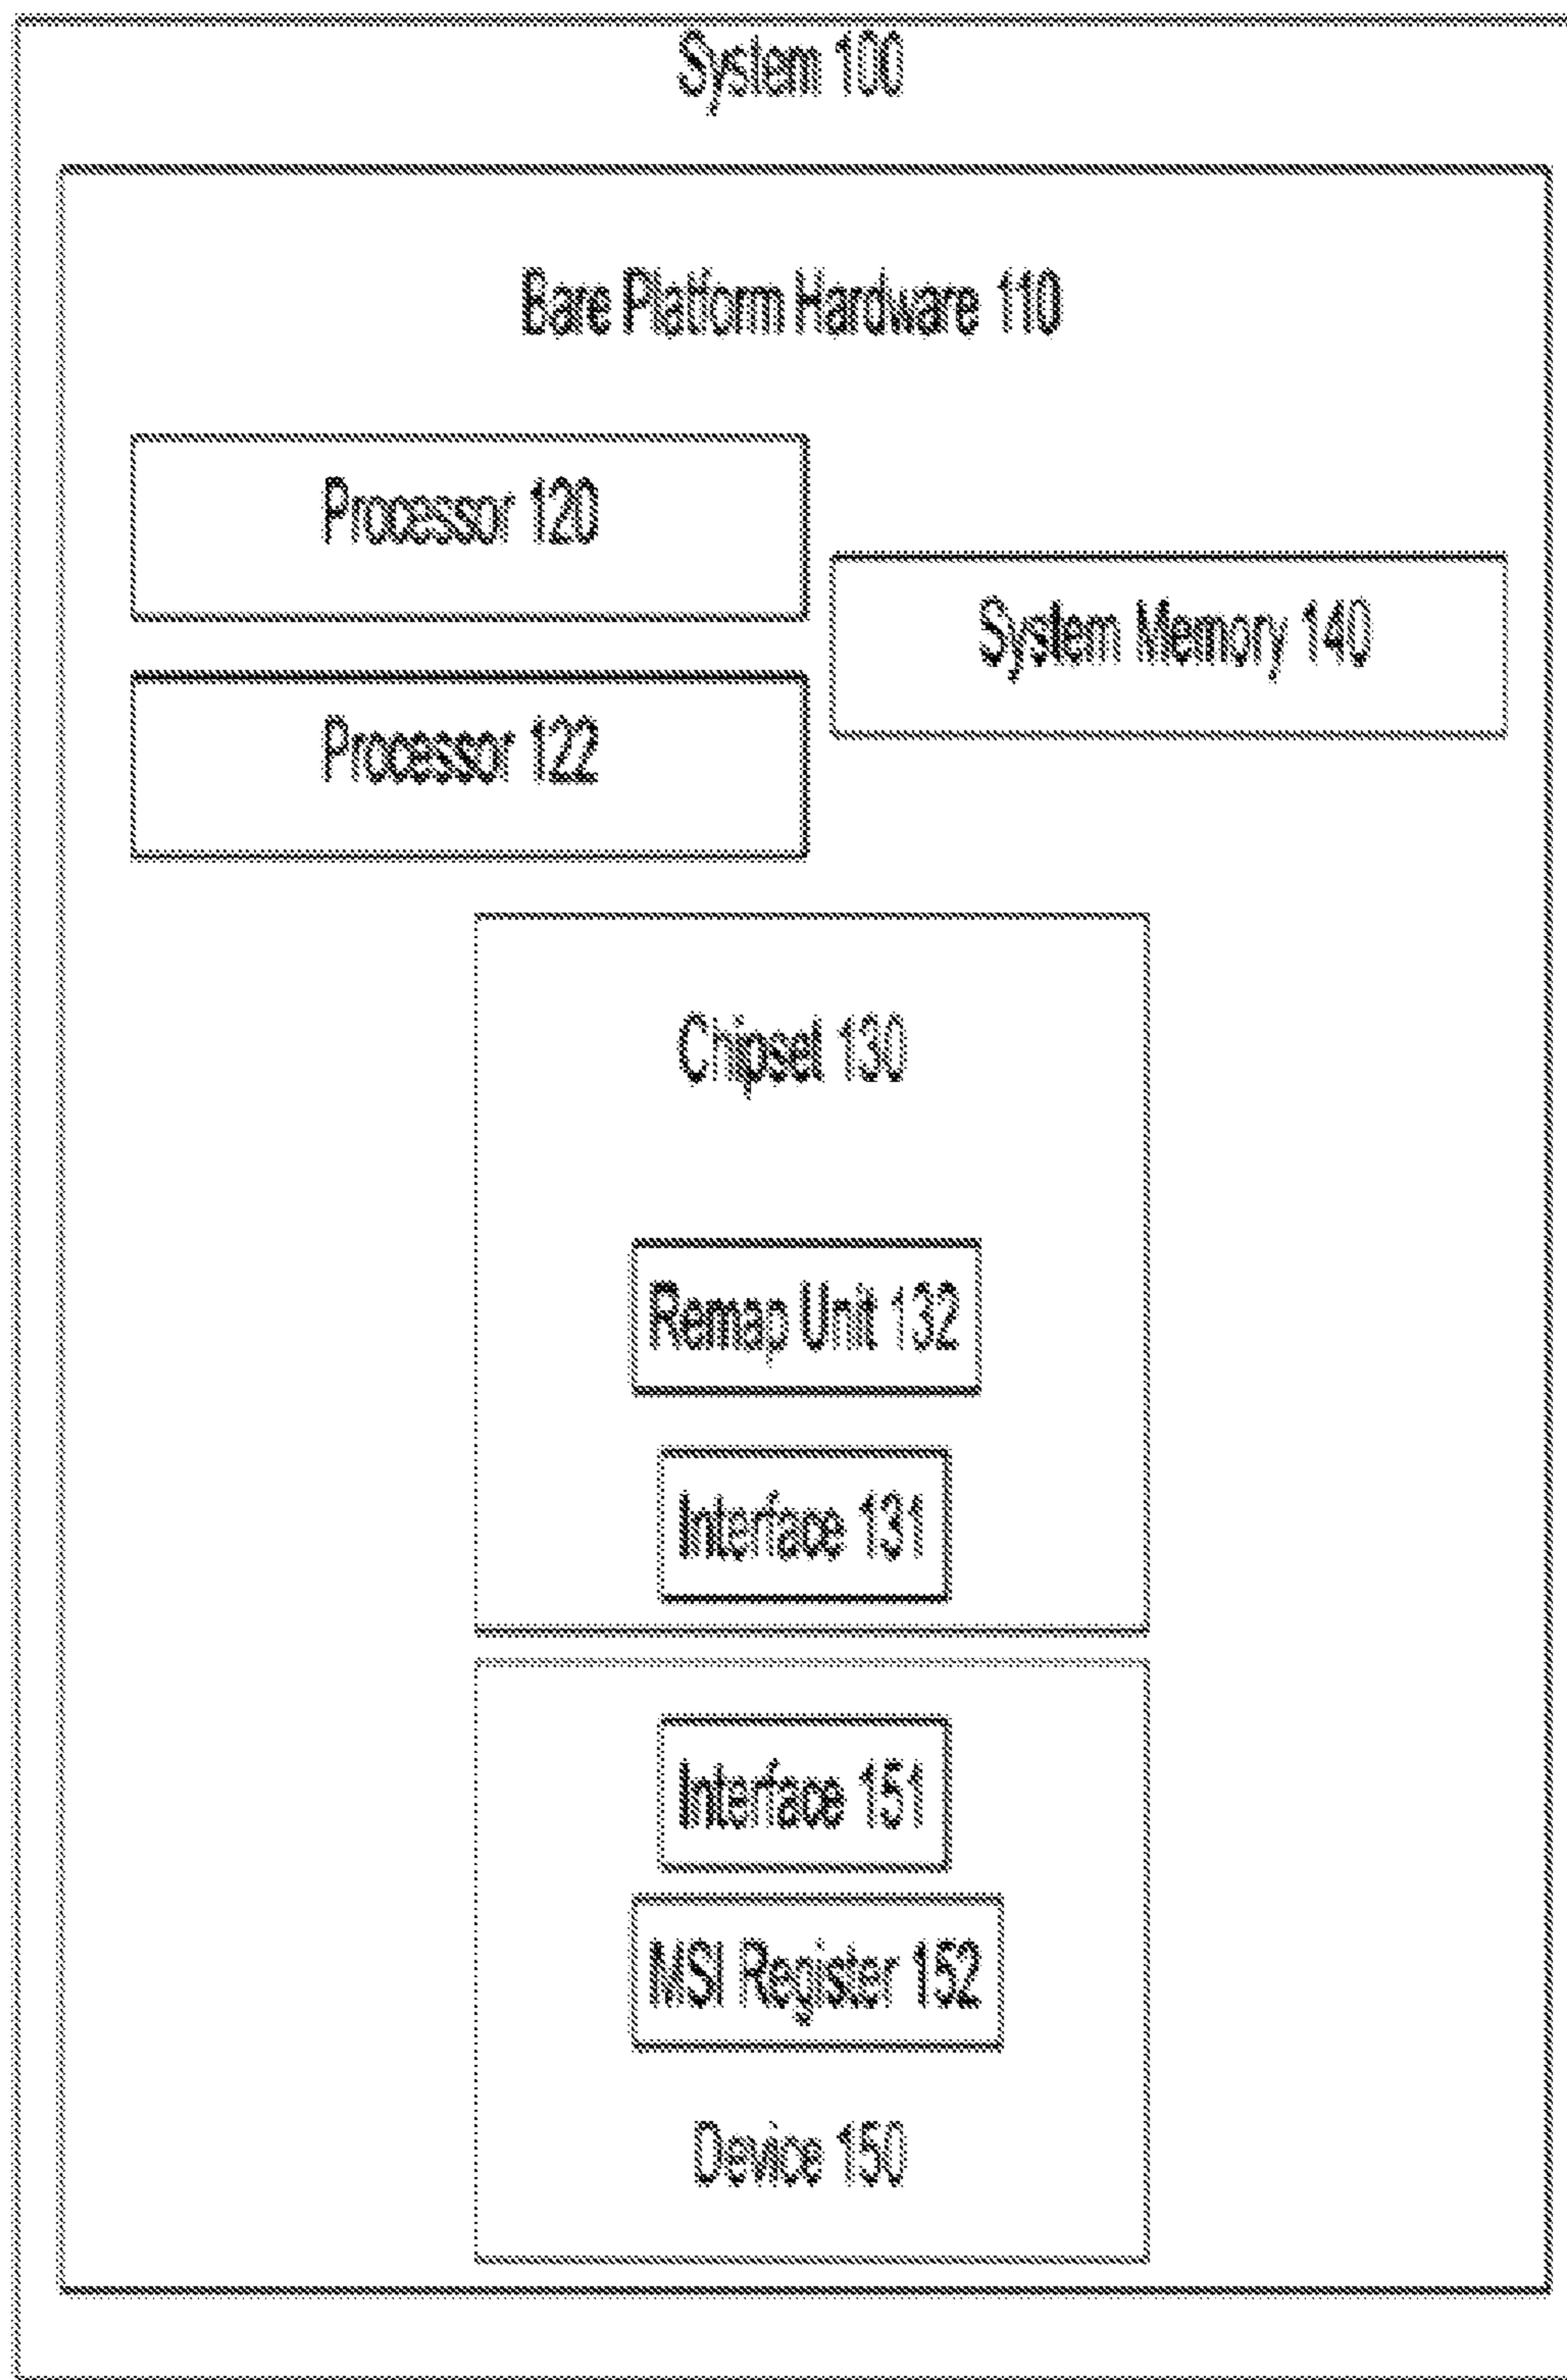 System 100
Bare Platform Hardware 110
Processor 120
System Memory 140
Processor 122
Chipset 130
Remap Unit 132
Interface 131
Interface 151
MSI Register 152
Device 150